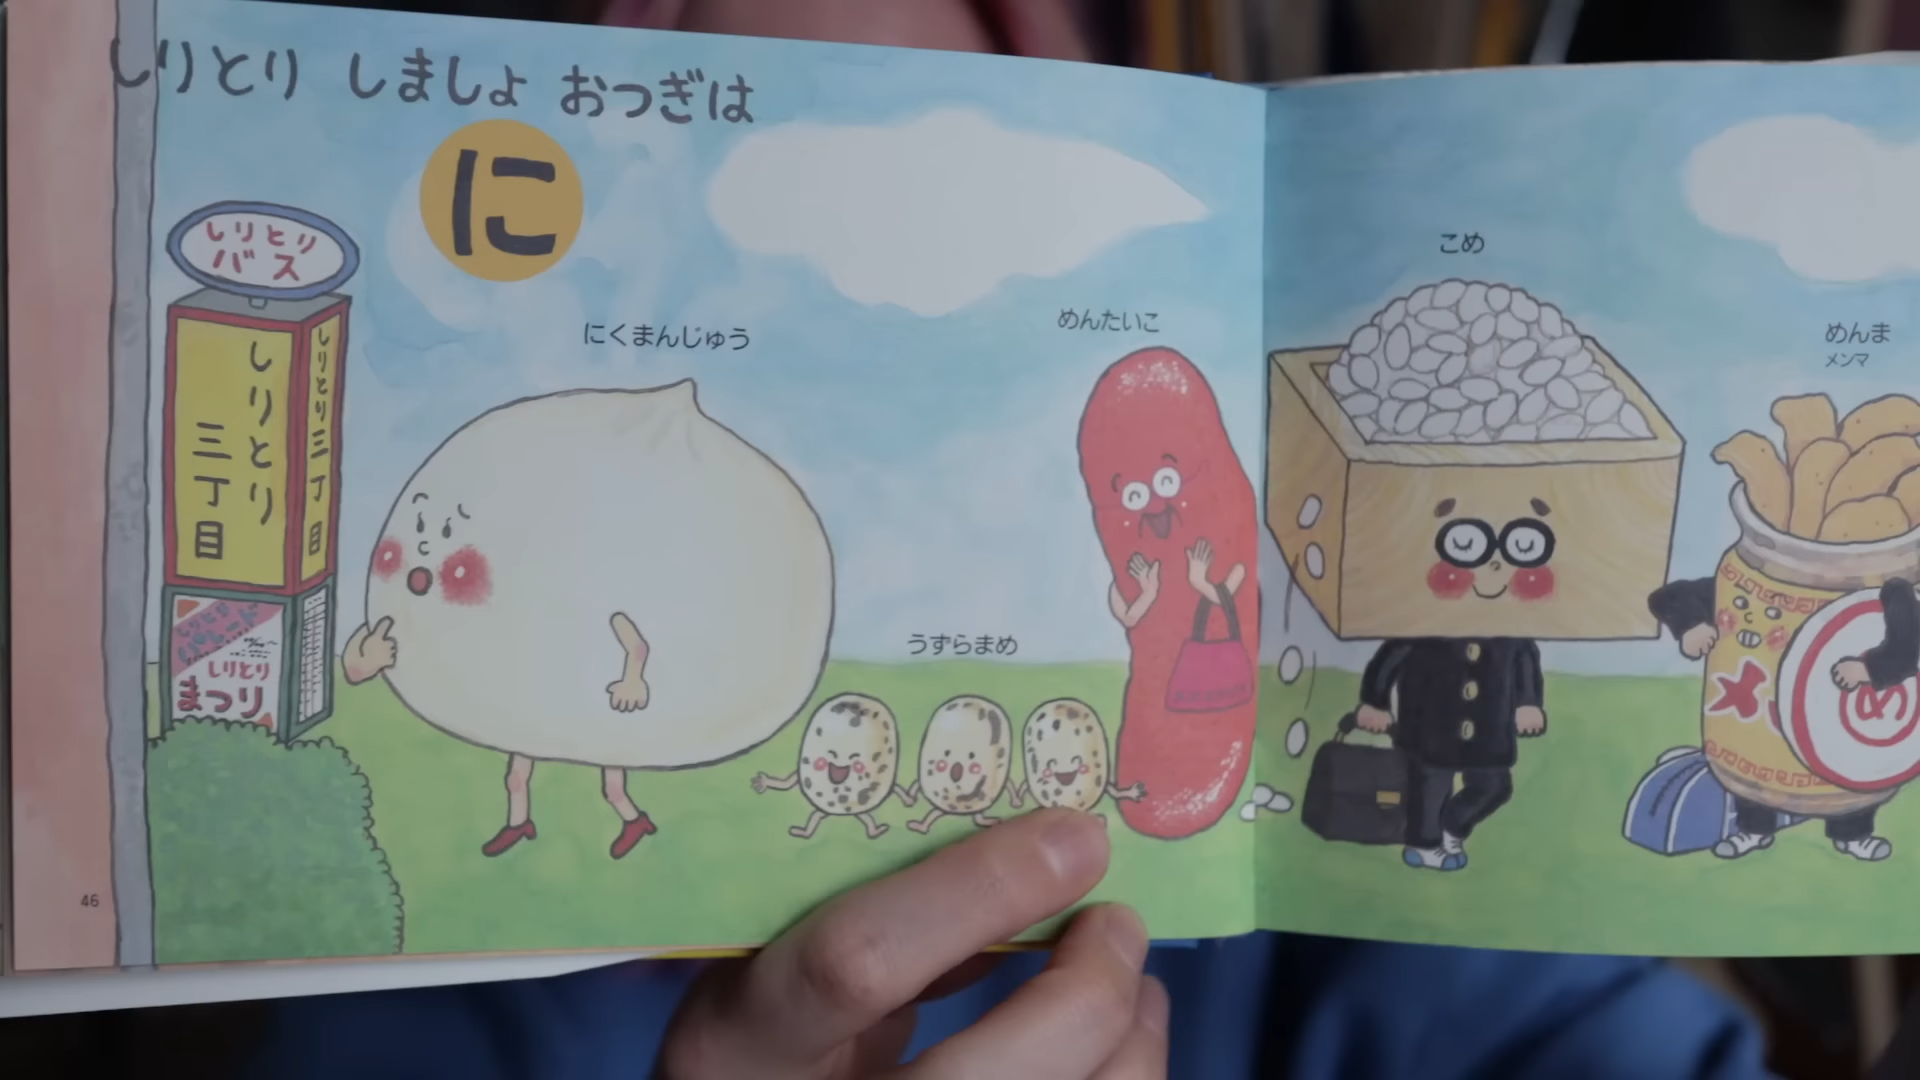 しりとり しましょ おつぎは
に
しりとり
バス
しりとり
三丁目
しりとり三丁目
しりとり
まつり
にくまんじゅう
うずらまめ
めんたいこ
こめ
めんま
メンマ
メ
め
46